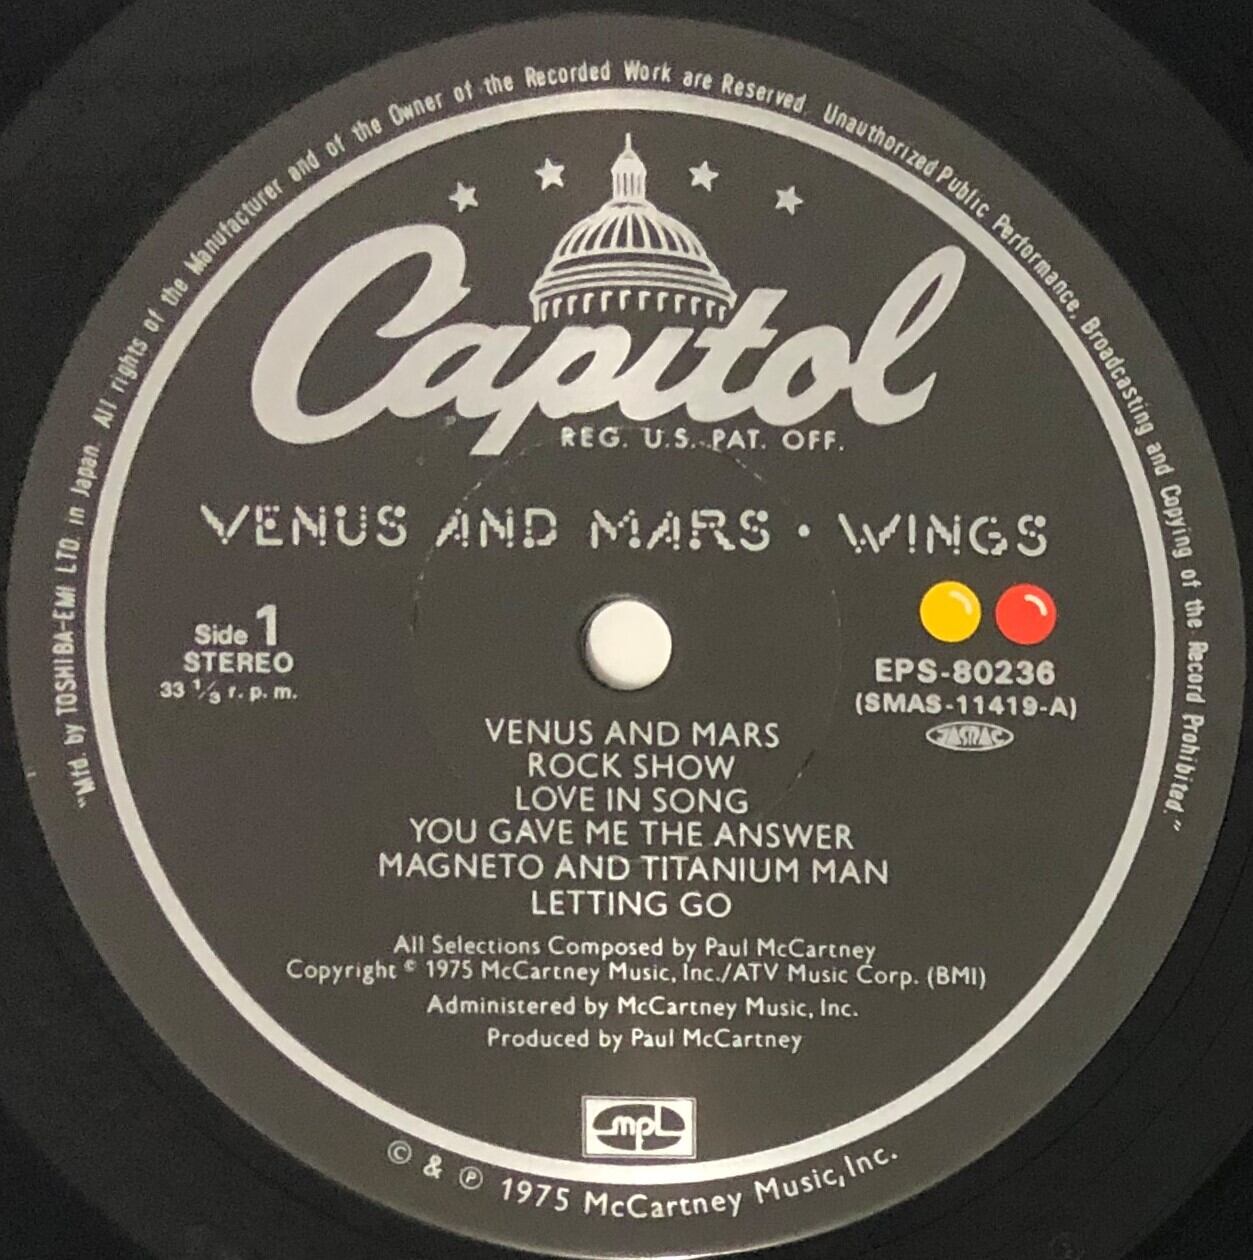 "Mfd. by TOSHIBA-EMI LTD. in Japan. All rights of the Manufacturer and of the Owner of the Recorded Work are Reserved. Unauthorized Public Performance, Broadcasting and Copying of the Record Prohibited."
Capitol
REG. U.S. PAT. OFF.
VENUS AND MARS · WINGS
Side 1
STEREO
33 1/3 r. p. m.
EPS-80236
(SMAS-11419-A)
JASRAC
VENUS AND MARS
ROCK SHOW
LOVE IN SONG
YOU GAVE ME THE ANSWER
MAGNETO AND TITANIUM MAN
LETTING GO
All Selections Composed by Paul McCartney
Copyright © 1975 McCartney Music, Inc./ATV Music Corp. (BMI)
Administered by McCartney Music, Inc.
Produced by Paul McCartney
mpl
© & ℗ 1975 McCartney Music, Inc.